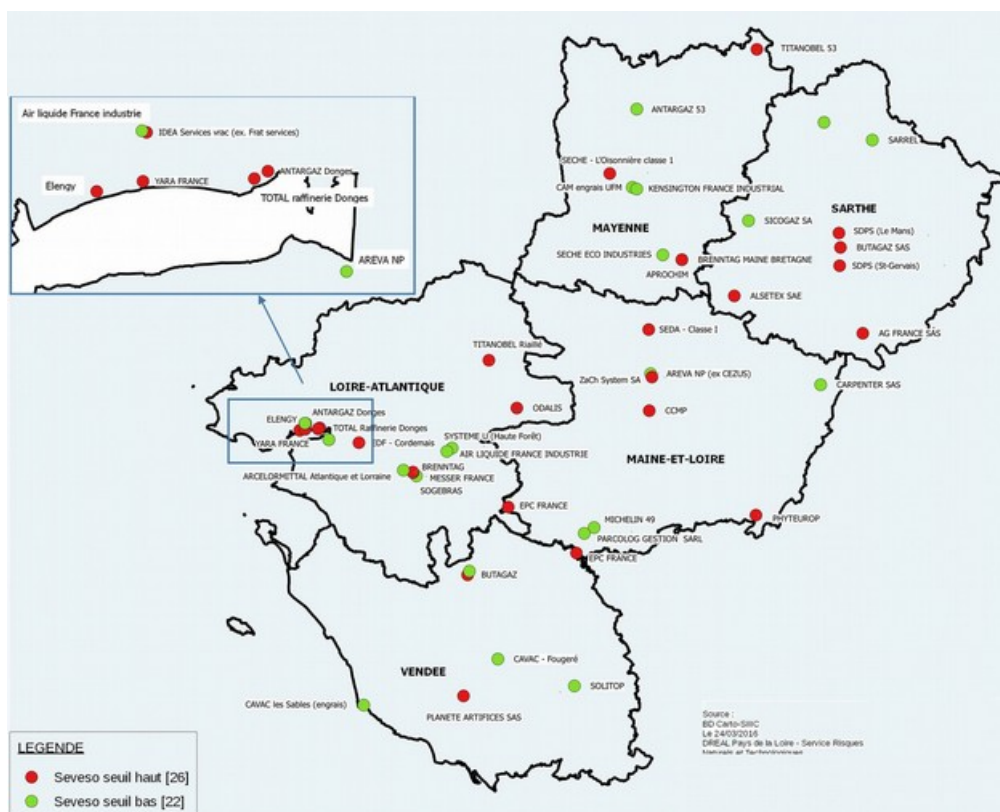 TITANOBEL 53
Air liquide France industrie
ANTARGAZ 53
IDEA Services vrac (ex. Frat services)
SARREL
SECHE - L'Oisonnière classe 1
ANTARGAZ Donges
YARA FRANCE
Elengy
CAM engrais UFM
KENSINGTON FRANCE INDUSTRIAL
TOTAL raffinerie Donges
SARTHE
SICOGAZ SA
MAYENNE
SDPS (Le Mans)
BUTAGAZ SAS
SECHE ECO INDUSTRIES
BRENNTAG MAINE BRETAGNE
AREVA NP
SDPS (St-Gervais)
APROCHIM
ALSETEX SAE
SEDA - Classe I
AG FRANCE SAS
TITANOBEL Riaillé
AREVA NP (ex CEZUS)
ZaCh System SA
LOIRE-ATLANTIQUE
CARPENTER SAS
ODALIS
CCMP
ANTARGAZ Donges
ELENGY
TOTAL Raffinerie Donges
SYSTEME U (Haute Forêt)
YARA FRANCE
EDF - Cordemais
AIR LIQUIDE FRANCE INDUSTRIE
MAINE-ET-LOIRE
BRENNTAG
ARCELORMITTAL Atlantique et Lorraine
MESSER FRANCE
SOGEBRAS
EPC FRANCE
MICHELIN 49
PHYTEUROP
PARCOLOG GESTION SARL
EPC FRANCE
BUTAGAZ
CAVAC - Fougeré
VENDEE
SOLITOP
CAVAC les Sables (engrais)
PLANETE ARTIFICES SAS
Source :
BD Carto-SIIIC
Le 24/03/2016
DREAL Pays de la Loire - Service Risques
Naturels et Technologiques
LEGENDE
Seveso seuil haut [26]
Seveso seuil bas [22]